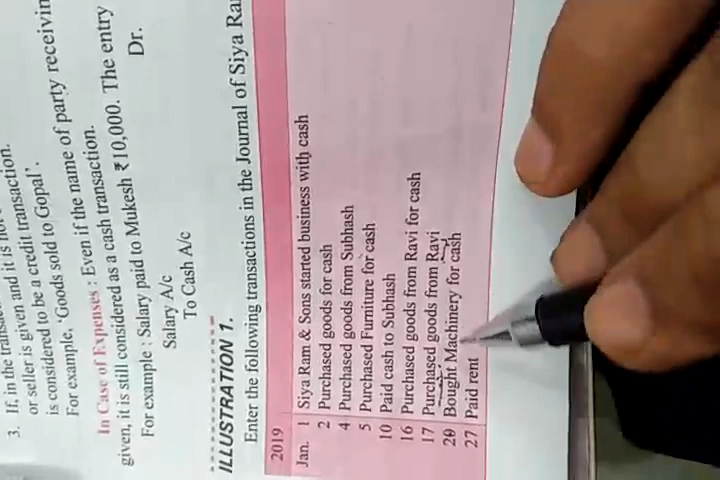 3. If, in the
or seller is given and it is not
is considered to be a credit transaction.
For example, 'Goods sold to Gopal'.
In Case of Expenses : Even if the name of party receivin
given, it is still considered as a cash transaction.
For example : Salary paid to Mukesh ₹10,000. The entry
Salary A/c Dr.
To Cash A/c
ILLUSTRATION 1.
Enter the following transactions in the Journal of Siya Ra
2019
Jan. 1 Siya Ram & Sons started business with cash
2 Purchased goods for cash
4 Purchased goods from Subhash
5 Purchased Furniture for cash
10 Paid cash to Subhash
16 Purchased goods from Ravi for cash
17 Purchased goods from Ravi
20 Bought Machinery for cash
27 Paid rent